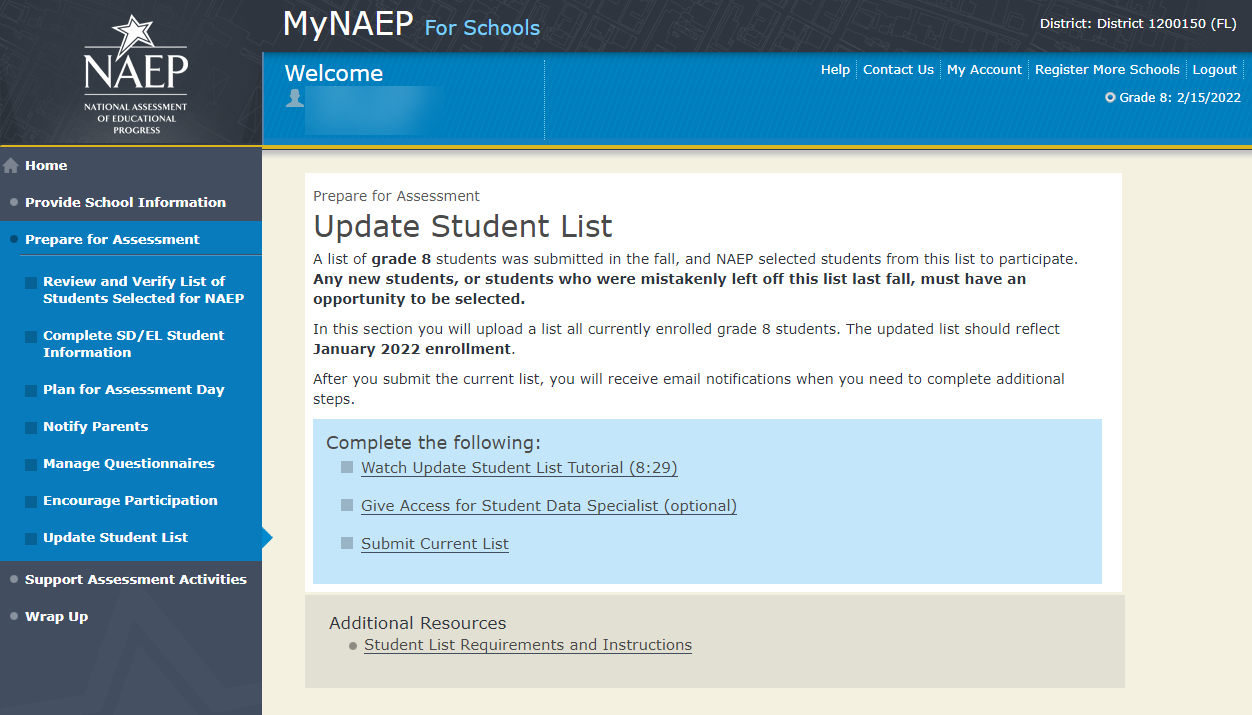 MyNAEP For Schools
District: District 1200150 (FL)
NAEP
NATIONAL ASSESSMENT
OF EDUCATIONAL
PROGRESS
Welcome
Help
Contact Us
My Account
Register More Schools
Logout
Grade 8: 2/15/2022
Home
Provide School Information
Prepare for Assessment
Review and Verify List of
Students Selected for NAEP
Complete SD/EL Student
Information
Plan for Assessment Day
Notify Parents
Manage Questionnaires
Encourage Participation
Update Student List
Support Assessment Activities
Wrap Up
Prepare for Assessment
Update Student List
A list of grade 8 students was submitted in the fall, and NAEP selected students from this list to participate.
Any new students, or students who were mistakenly left off this list last fall, must have an
opportunity to be selected.
In this section you will upload a list all currently enrolled grade 8 students. The updated list should reflect
January 2022 enrollment.
After you submit the current list, you will receive email notifications when you need to complete additional
steps.
Complete the following:
Watch Update Student List Tutorial (8:29)
Give Access for Student Data Specialist (optional)
Submit Current List
Additional Resources
Student List Requirements and Instructions